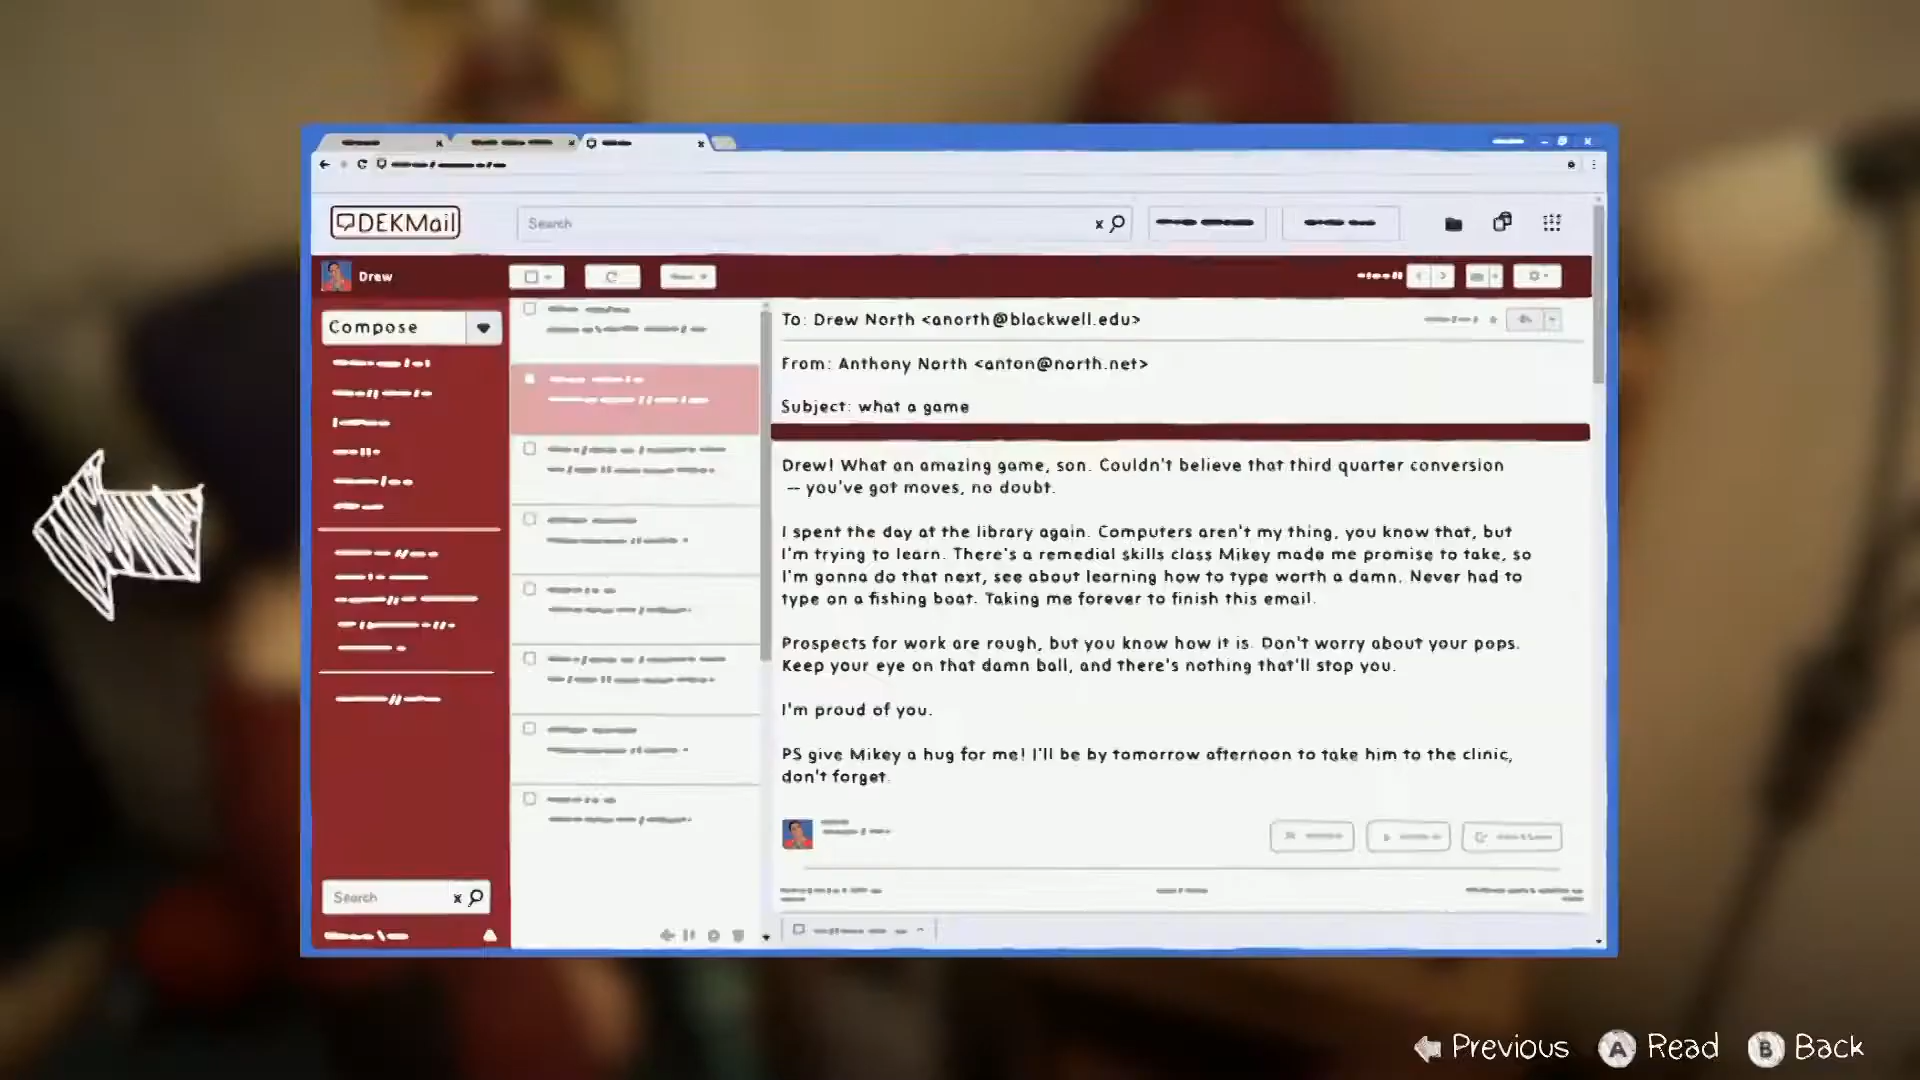 DEKMail
Search
x
Drew
Compose
To: Drew North <anorth@blackwell.edu>
From: Anthony North <anton@north.net>
Subject: what a game
Drew! What an amazing game, son. Couldn't believe that third quarter conversion
-- you've got moves, no doubt.
I spent the day at the library again. Computers aren't my thing, you know that, but
I'm trying to learn. There's a remedial skills class Mikey made me promise to take, so
I'm gonna do that next, see about learning how to type worth a damn. Never had to
type on a fishing boat. Taking me forever to finish this email.
Prospects for work are rough, but you know how it is. Don't worry about your pops.
Keep your eye on that damn ball, and there's nothing that'll stop you.
I'm proud of you.
PS give Mikey a hug for me! I'll be by tomorrow afternoon to take him to the clinic,
don't forget.
Search
x
Previous
A Read
B Back